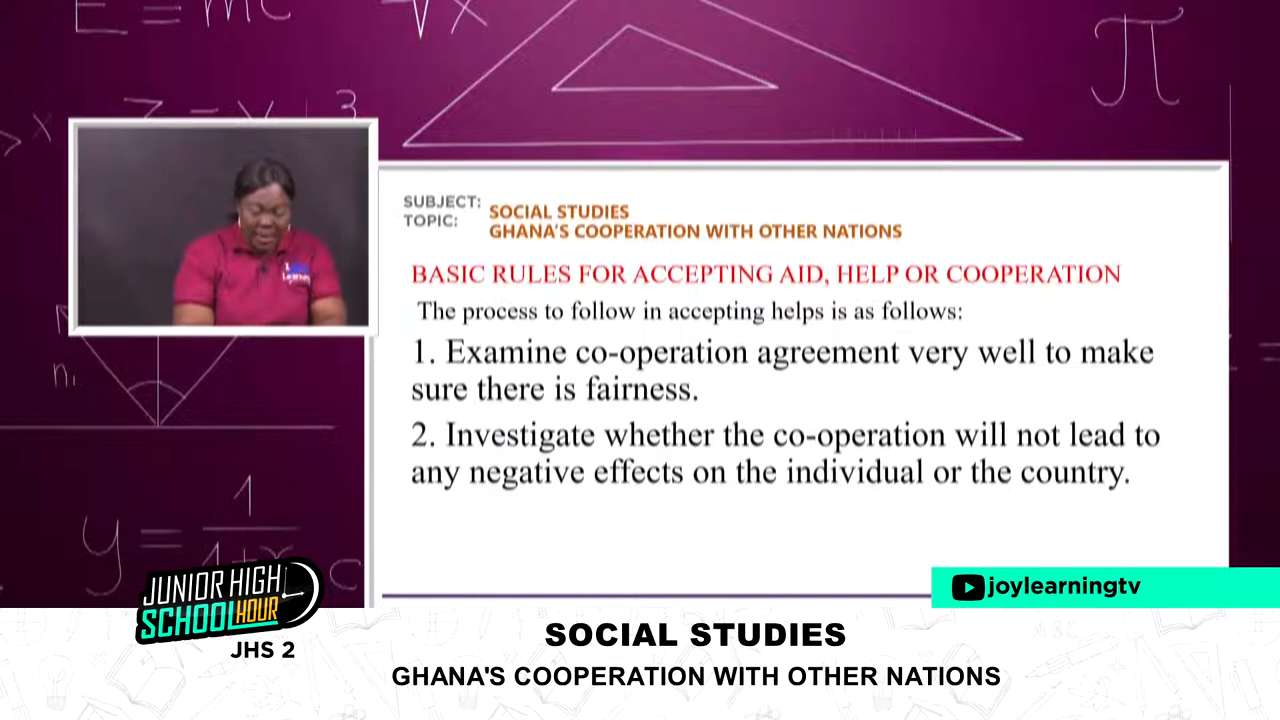 E = mc √x
π
SUBJECT: SOCIAL STUDIES
TOPIC: GHANA'S COOPERATION WITH OTHER NATIONS
BASIC RULES FOR ACCEPTING AID, HELP OR COOPERATION
The process to follow in accepting helps is as follows:
1. Examine co-operation agreement very well to make
sure there is fairness.
2. Investigate whether the co-operation will not lead to
any negative effects on the individual or the country.
JUNIOR HIGH
SCHOOL HOUR
JHS 2
joylearningtv
SOCIAL STUDIES
GHANA'S COOPERATION WITH OTHER NATIONS